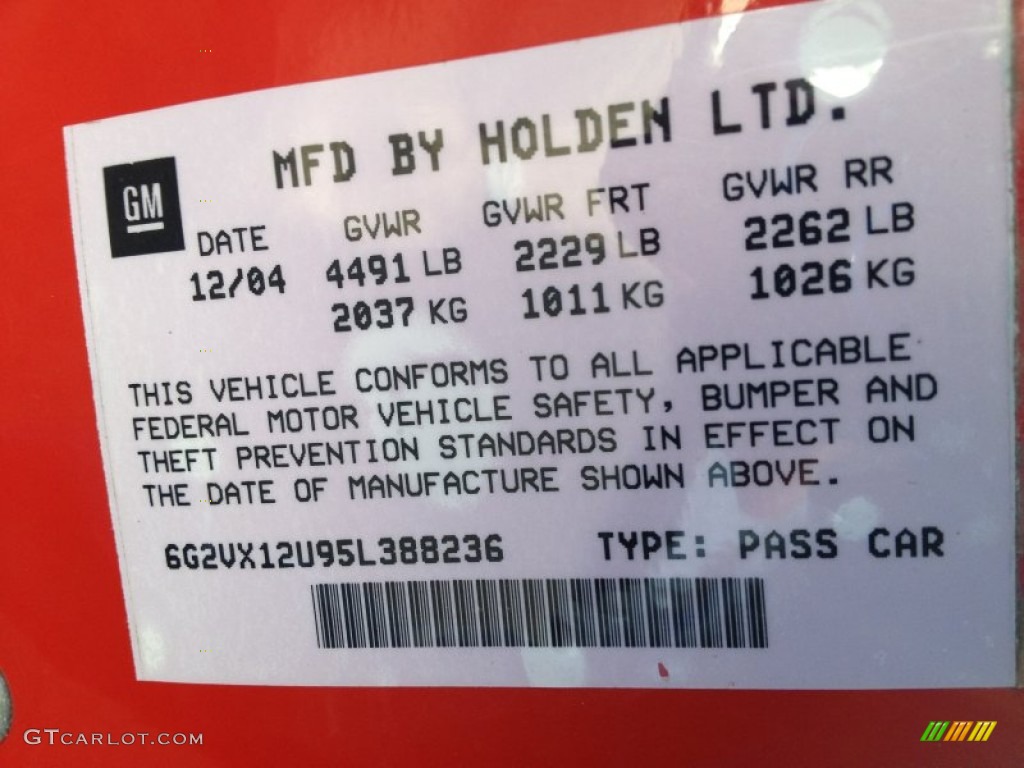 MFD BY HOLDEN LTD.
GM
DATE GVWR GVWR FRT GVWR RR
12/04 4491 LB 2229 LB 2262 LB
2037 KG 1011 KG 1026 KG
THIS VEHICLE CONFORMS TO ALL APPLICABLE
FEDERAL MOTOR VEHICLE SAFETY, BUMPER AND
THEFT PREVENTION STANDARDS IN EFFECT ON
THE DATE OF MANUFACTURE SHOWN ABOVE.
6G2VX12U95L388236 TYPE: PASS CAR
GTCARLOT.COM